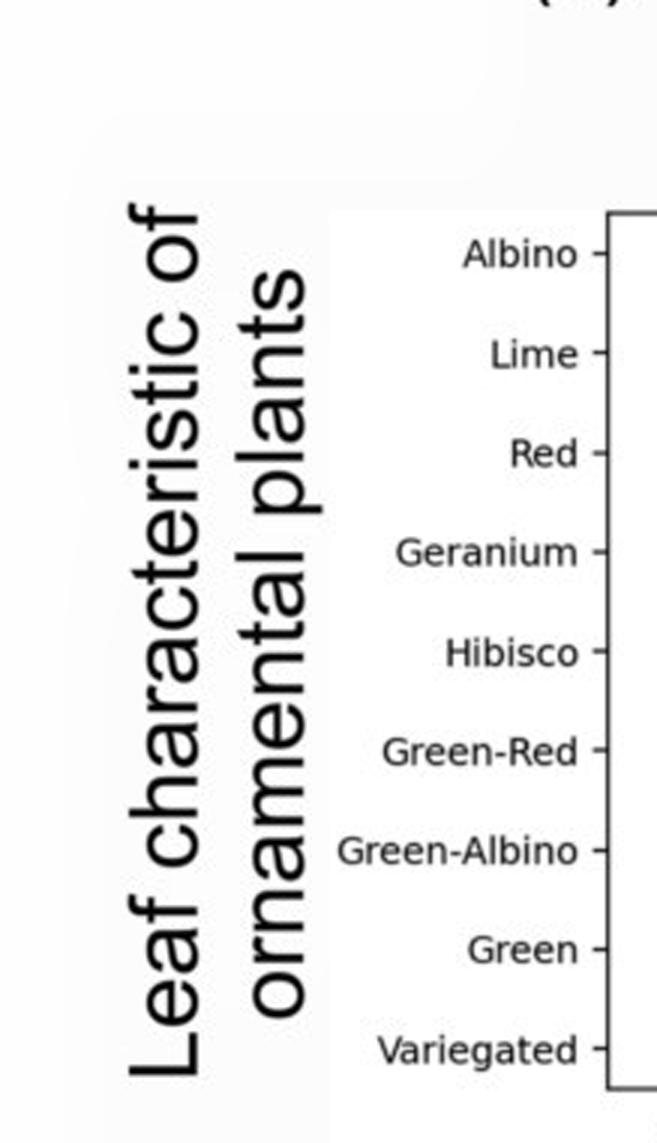 Leaf characteristic of
ornamental plants
Albino
Lime
Red
Geranium
Hibisco
Green-Red
Green-Albino
Green
Variegated